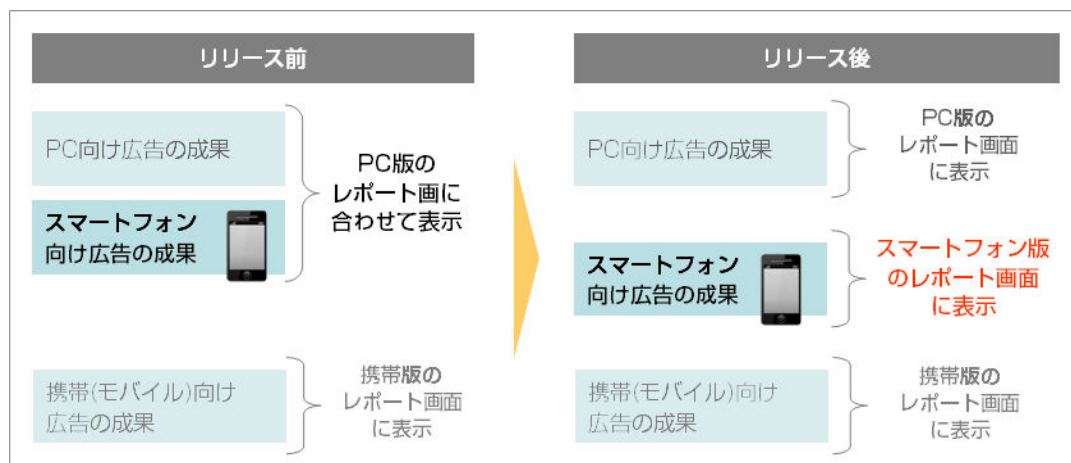 リリース前
PC向け広告の成果
スマートフォン
向け広告の成果
PC版の
レポート画に
合わせて表示
携帯(モバイル)向け
広告の成果
携帯版の
レポート画面
に表示
リリース後
PC向け広告の成果
PC版の
レポート画面
に表示
スマートフォン
向け広告の成果
スマートフォン版
のレポート画面
に表示
携帯(モバイル)向け
広告の成果
携帯版の
レポート画面
に表示